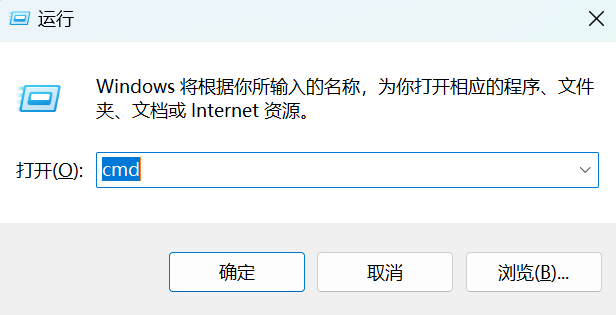 运行
Windows 将根据你所输入的名称，为你打开相应的程序、文件
夹、文档或 Internet 资源。
打开(O): cmd
确定 取消 浏览(B)...